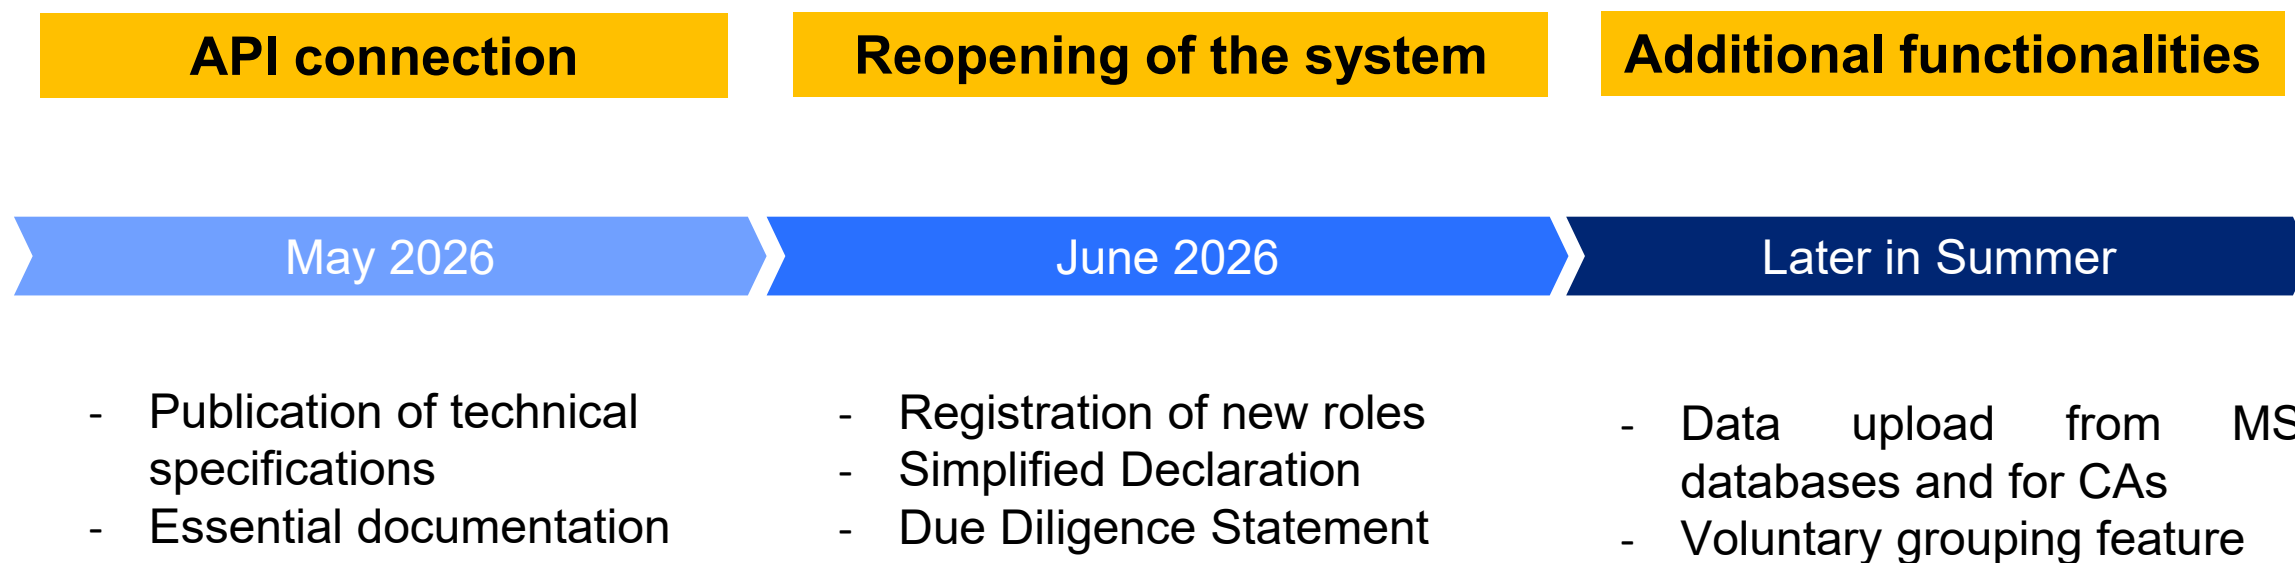 API connection
Reopening of the system
Additional functionalities
May 2026
June 2026
Later in Summer
- Publication of technical
specifications
- Essential documentation
- Registration of new roles
- Simplified Declaration
- Due Diligence Statement
- Data upload from MS
databases and for CAs
- Voluntary grouping feature